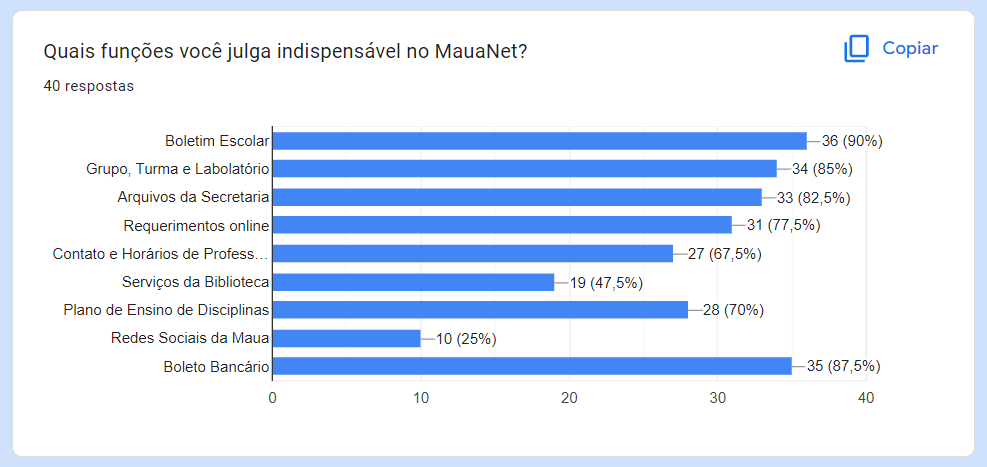 Quais funções você julga indispensável no MauaNet?
Copiar
40 respostas
Boletim Escolar 36 (90%)
Grupo, Turma e Labolatório 34 (85%)
Arquivos da Secretaria 33 (82,5%)
Requerimentos online 31 (77,5%)
Contato e Horários de Profess… 27 (67,5%)
Serviços da Biblioteca 19 (47,5%)
Plano de Ensino de Disciplinas 28 (70%)
Redes Sociais da Maua 10 (25%)
Boleto Bancário 35 (87,5%)
0 10 20 30 40